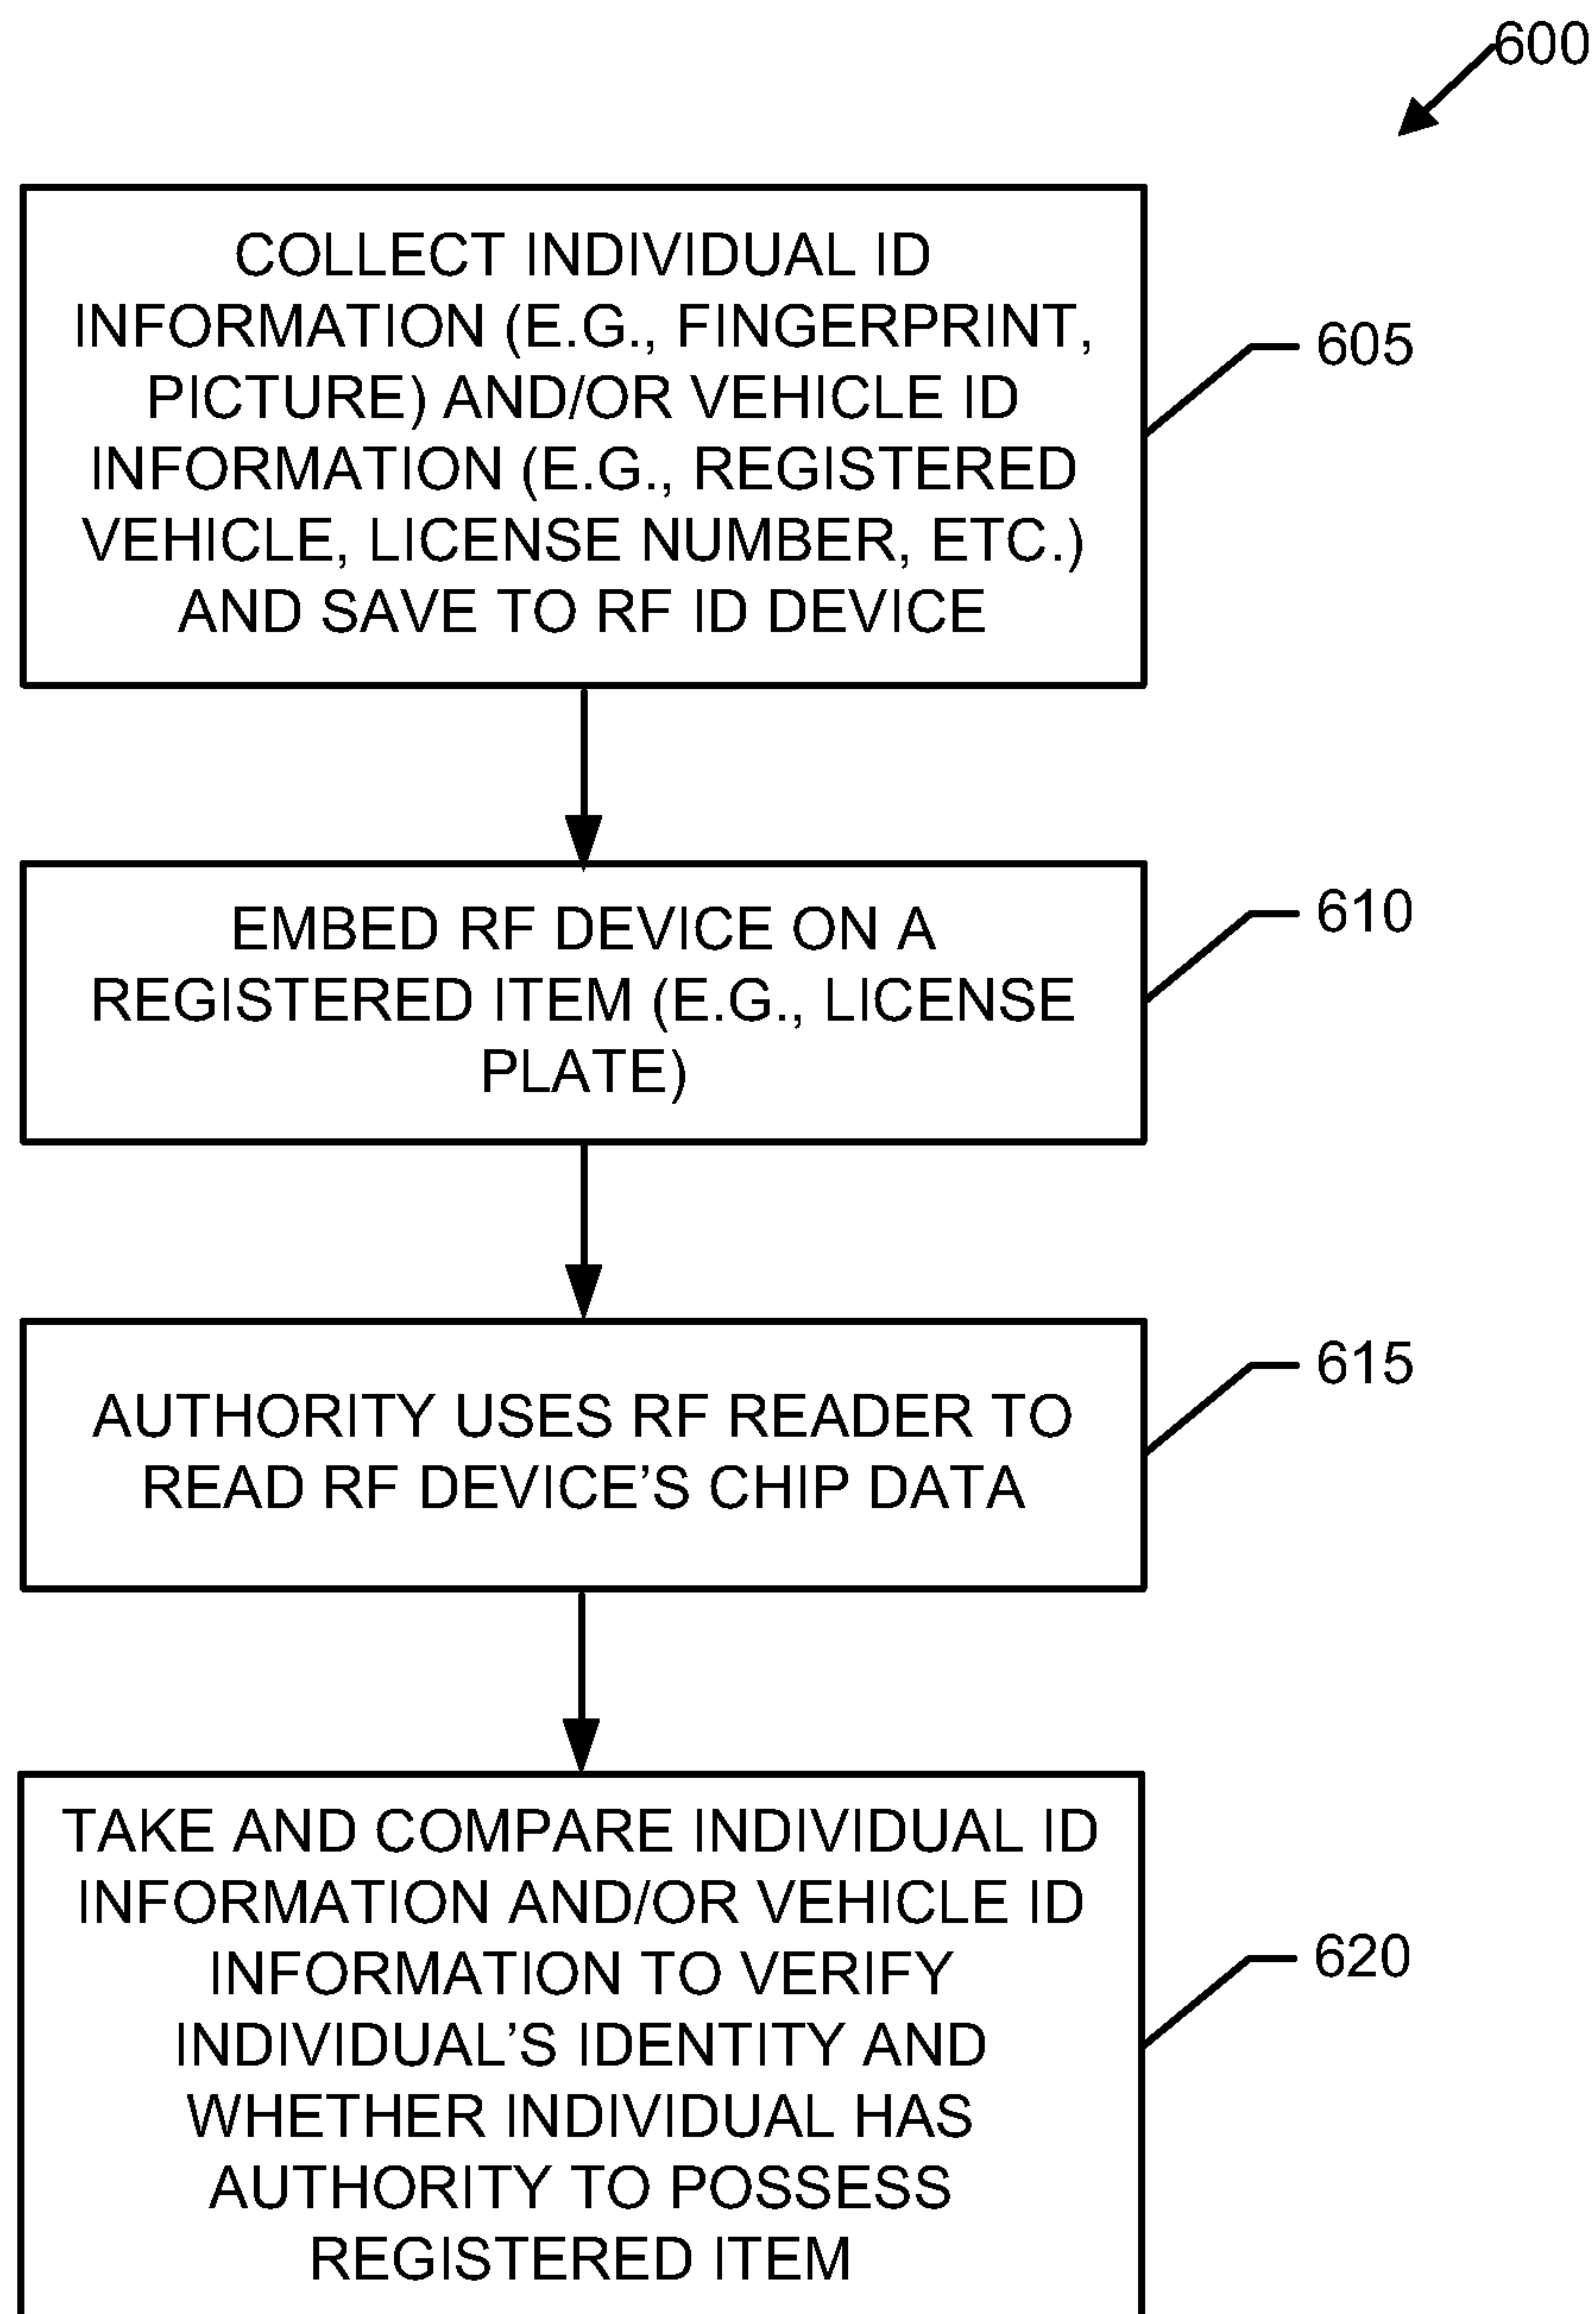 600
COLLECT INDIVIDUAL ID
INFORMATION (E.G., FINGERPRINT,
PICTURE) AND/OR VEHICLE ID
INFORMATION (E.G., REGISTERED
VEHICLE, LICENSE NUMBER, ETC.)
AND SAVE TO RF ID DEVICE
605
EMBED RF DEVICE ON A
REGISTERED ITEM (E.G., LICENSE
PLATE)
610
AUTHORITY USES RF READER TO
READ RF DEVICE’S CHIP DATA
615
TAKE AND COMPARE INDIVIDUAL ID
INFORMATION AND/OR VEHICLE ID
INFORMATION TO VERIFY
INDIVIDUAL’S IDENTITY AND
WHETHER INDIVIDUAL HAS
AUTHORITY TO POSSESS
REGISTERED ITEM
620